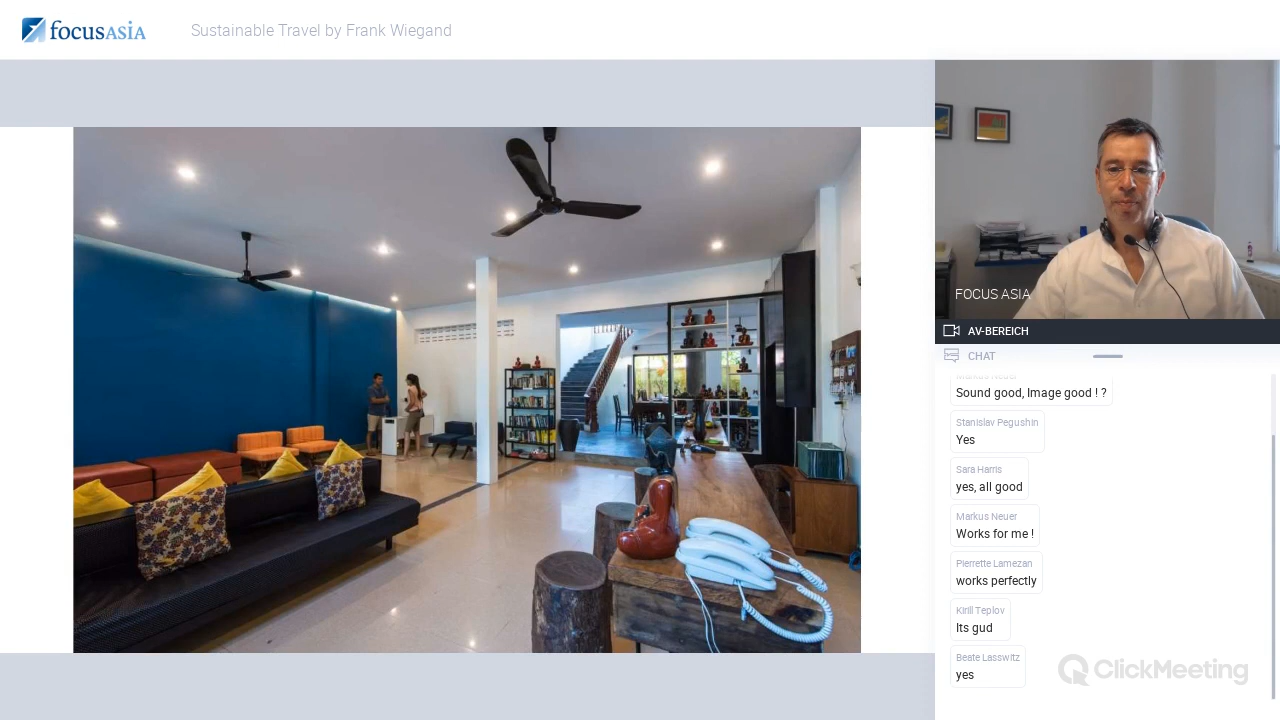 focusASIA
Sustainable Travel by Frank Wiegand
FOCUS ASIA
AV-BEREICH
CHAT
Markus Neuer
Sound good, Image good ! ?
Stanislav Pegushin
Yes
Sara Harris
yes, all good
Markus Neuer
Works for me !
Pierrette Lamezan
works perfectly
Kirill Teplov
Its gud
Beate Lasswitz
yes
ClickMeeting